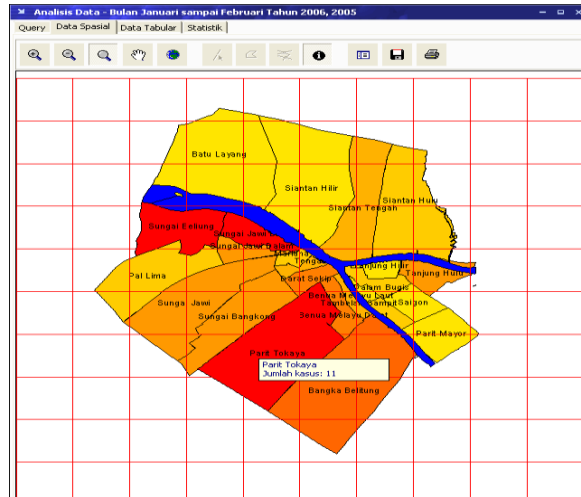 Analisis Data - Bulan Januari sampai Februari Tahun 2006, 2005
Query Data Spasial Data Tabular Statistik
Batu Layang
Siantan Hilir
Siantan Hulu
Siantan Tengah
Sungai Beliung
Sungai Jawi
Sungai Jawi Dalam
Tengah
Tanjung Hilir
Tanjung Hulu
Pal Lima
Darat Sekip
Dalam Bugis
Benua Melayu Laut
Sunga Jawi
Tambelan Sampit
Saigon
Sungai Bangkong
Benua Melayu Darat
Parit Mayor
Parit Tokaya
Parit Tokaya
Jumlah kasus: 11
Bangka Belitung